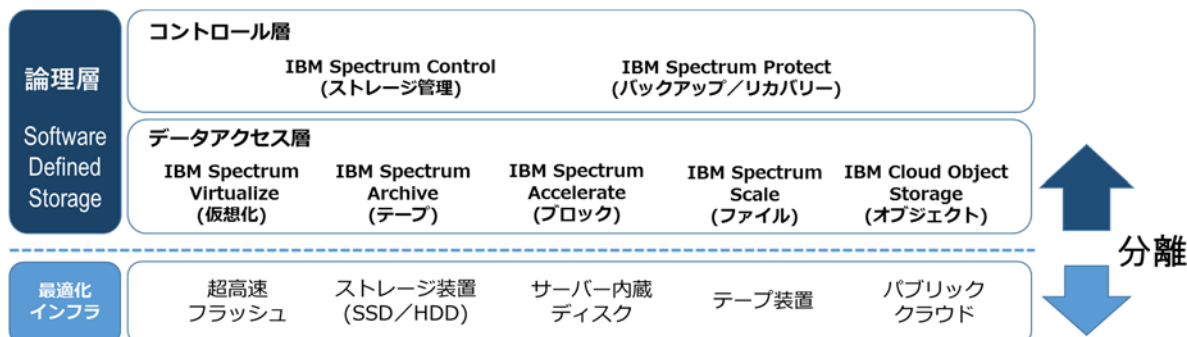 論理層
Software
Defined
Storage
コントロール層
IBM Spectrum Control
(ストレージ管理)
IBM Spectrum Protect
(バックアップ／リカバリー)
データアクセス層
IBM Spectrum
Virtualize
(仮想化)
IBM Spectrum
Archive
(テープ)
IBM Spectrum
Accelerate
(ブロック)
IBM Spectrum
Scale
(ファイル)
IBM Cloud Object
Storage
(オブジェクト)
分離
最適化
インフラ
超高速
フラッシュ
ストレージ装置
(SSD／HDD)
サーバー内蔵
ディスク
テープ装置
パブリック
クラウド